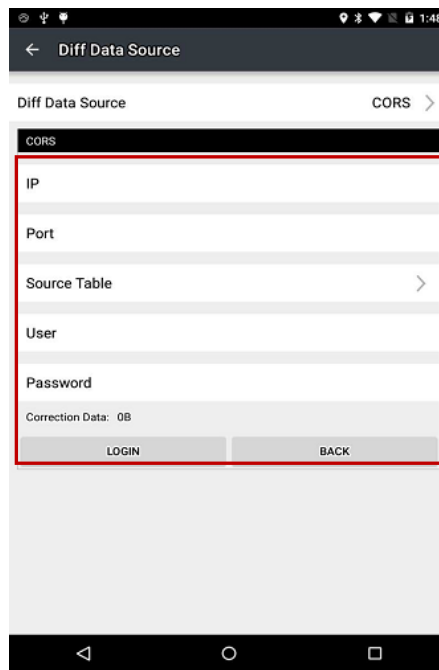 1:48
Diff Data Source
Diff Data Source CORS
CORS
IP
Port
Source Table
User
Password
Correction Data: 0B
LOGIN BACK